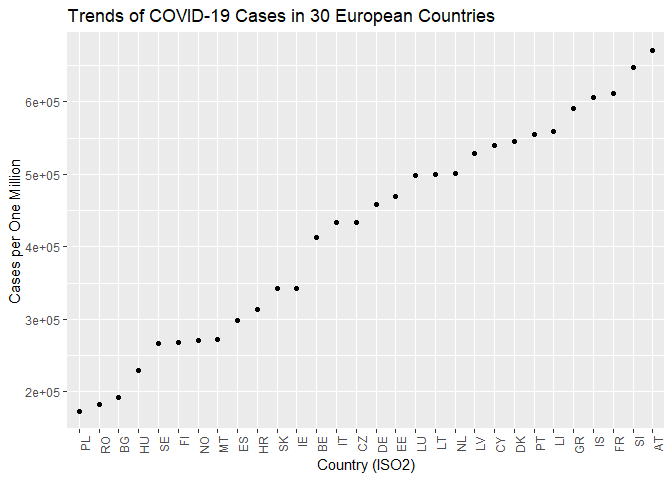 Trends of COVID-19 Cases in 30 European Countries
Cases per One Million
6e+05
5e+05
4e+05
3e+05
2e+05
PL RO BG HU SE FI NO MT ES HR SK IE BE IT CZ DE EE LU LT NL LV CY DK PT LI GR IS FR SI AT
Country (ISO2)